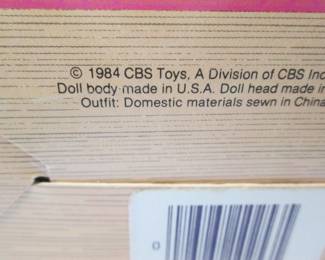 © 1984 CBS Toys, A Division of CBS Inc
Doll body made in U.S.A. Doll head made in
Outfit: Domestic materials sewn in China
0